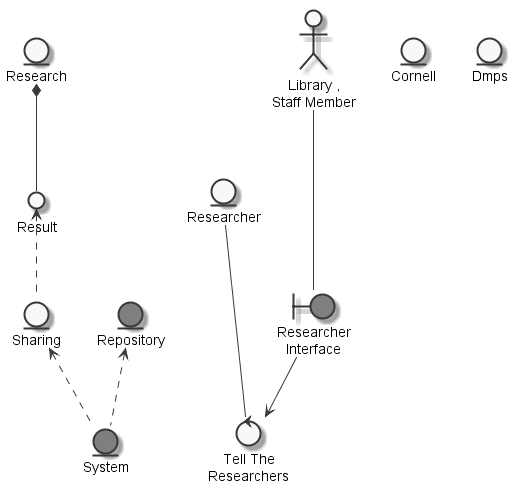 Research
Library ,
Staff Member
Cornell
Dmps
Researcher
Result
Sharing
Repository
Researcher
Interface
System
Tell The
Researchers